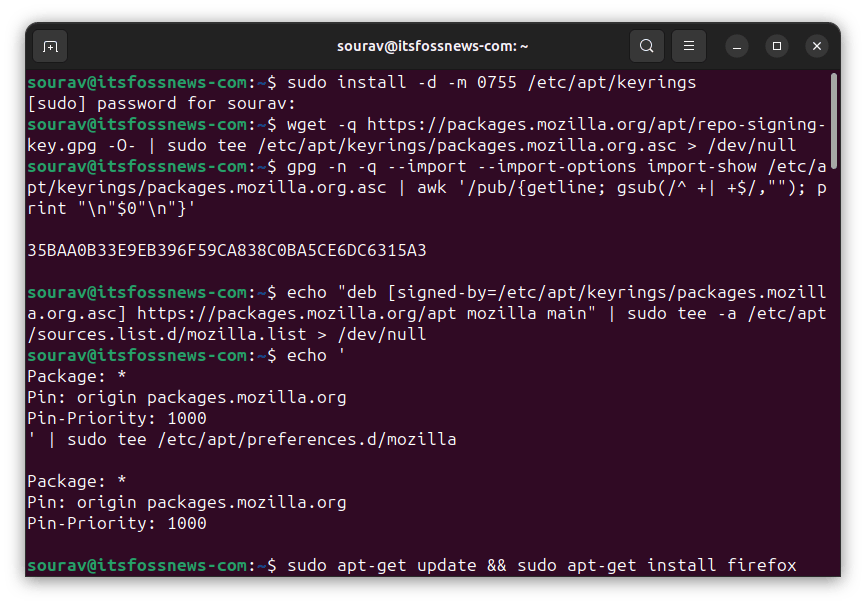 sourav@itsfossnews-com: ~
sourav@itsfossnews-com:~$ sudo install -d -m 0755 /etc/apt/keyrings
[sudo] password for sourav:
sourav@itsfossnews-com:~$ wget -q https://packages.mozilla.org/apt/repo-signing-
key.gpg -O- | sudo tee /etc/apt/keyrings/packages.mozilla.org.asc > /dev/null
sourav@itsfossnews-com:~$ gpg -n -q --import --import-options import-show /etc/a
pt/keyrings/packages.mozilla.org.asc | awk '/pub/{getline; gsub(/^ +| +$/,""); p
rint "\n"$0"\n"}'
35BAA0B33E9EB396F59CA838C0BA5CE6DC6315A3
sourav@itsfossnews-com:~$ echo "deb [signed-by=/etc/apt/keyrings/packages.mozill
a.org.asc] https://packages.mozilla.org/apt mozilla main" | sudo tee -a /etc/apt
/sources.list.d/mozilla.list > /dev/null
sourav@itsfossnews-com:~$ echo '
Package: *
Pin: origin packages.mozilla.org
Pin-Priority: 1000
' | sudo tee /etc/apt/preferences.d/mozilla
Package: *
Pin: origin packages.mozilla.org
Pin-Priority: 1000
sourav@itsfossnews-com:~$ sudo apt-get update && sudo apt-get install firefox